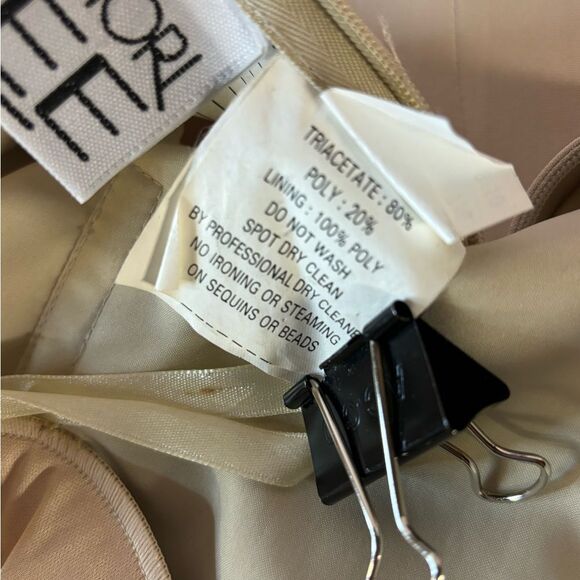 TRIACETATE : 80%
POLY : 20%
LINING : 100% POLY
DO NOT WASH
SPOT DRY CLEAN
BY PROFESSIONAL DRY CLEANE
NO IRONING or STEAMING
ON SEQUINS OR BEADS